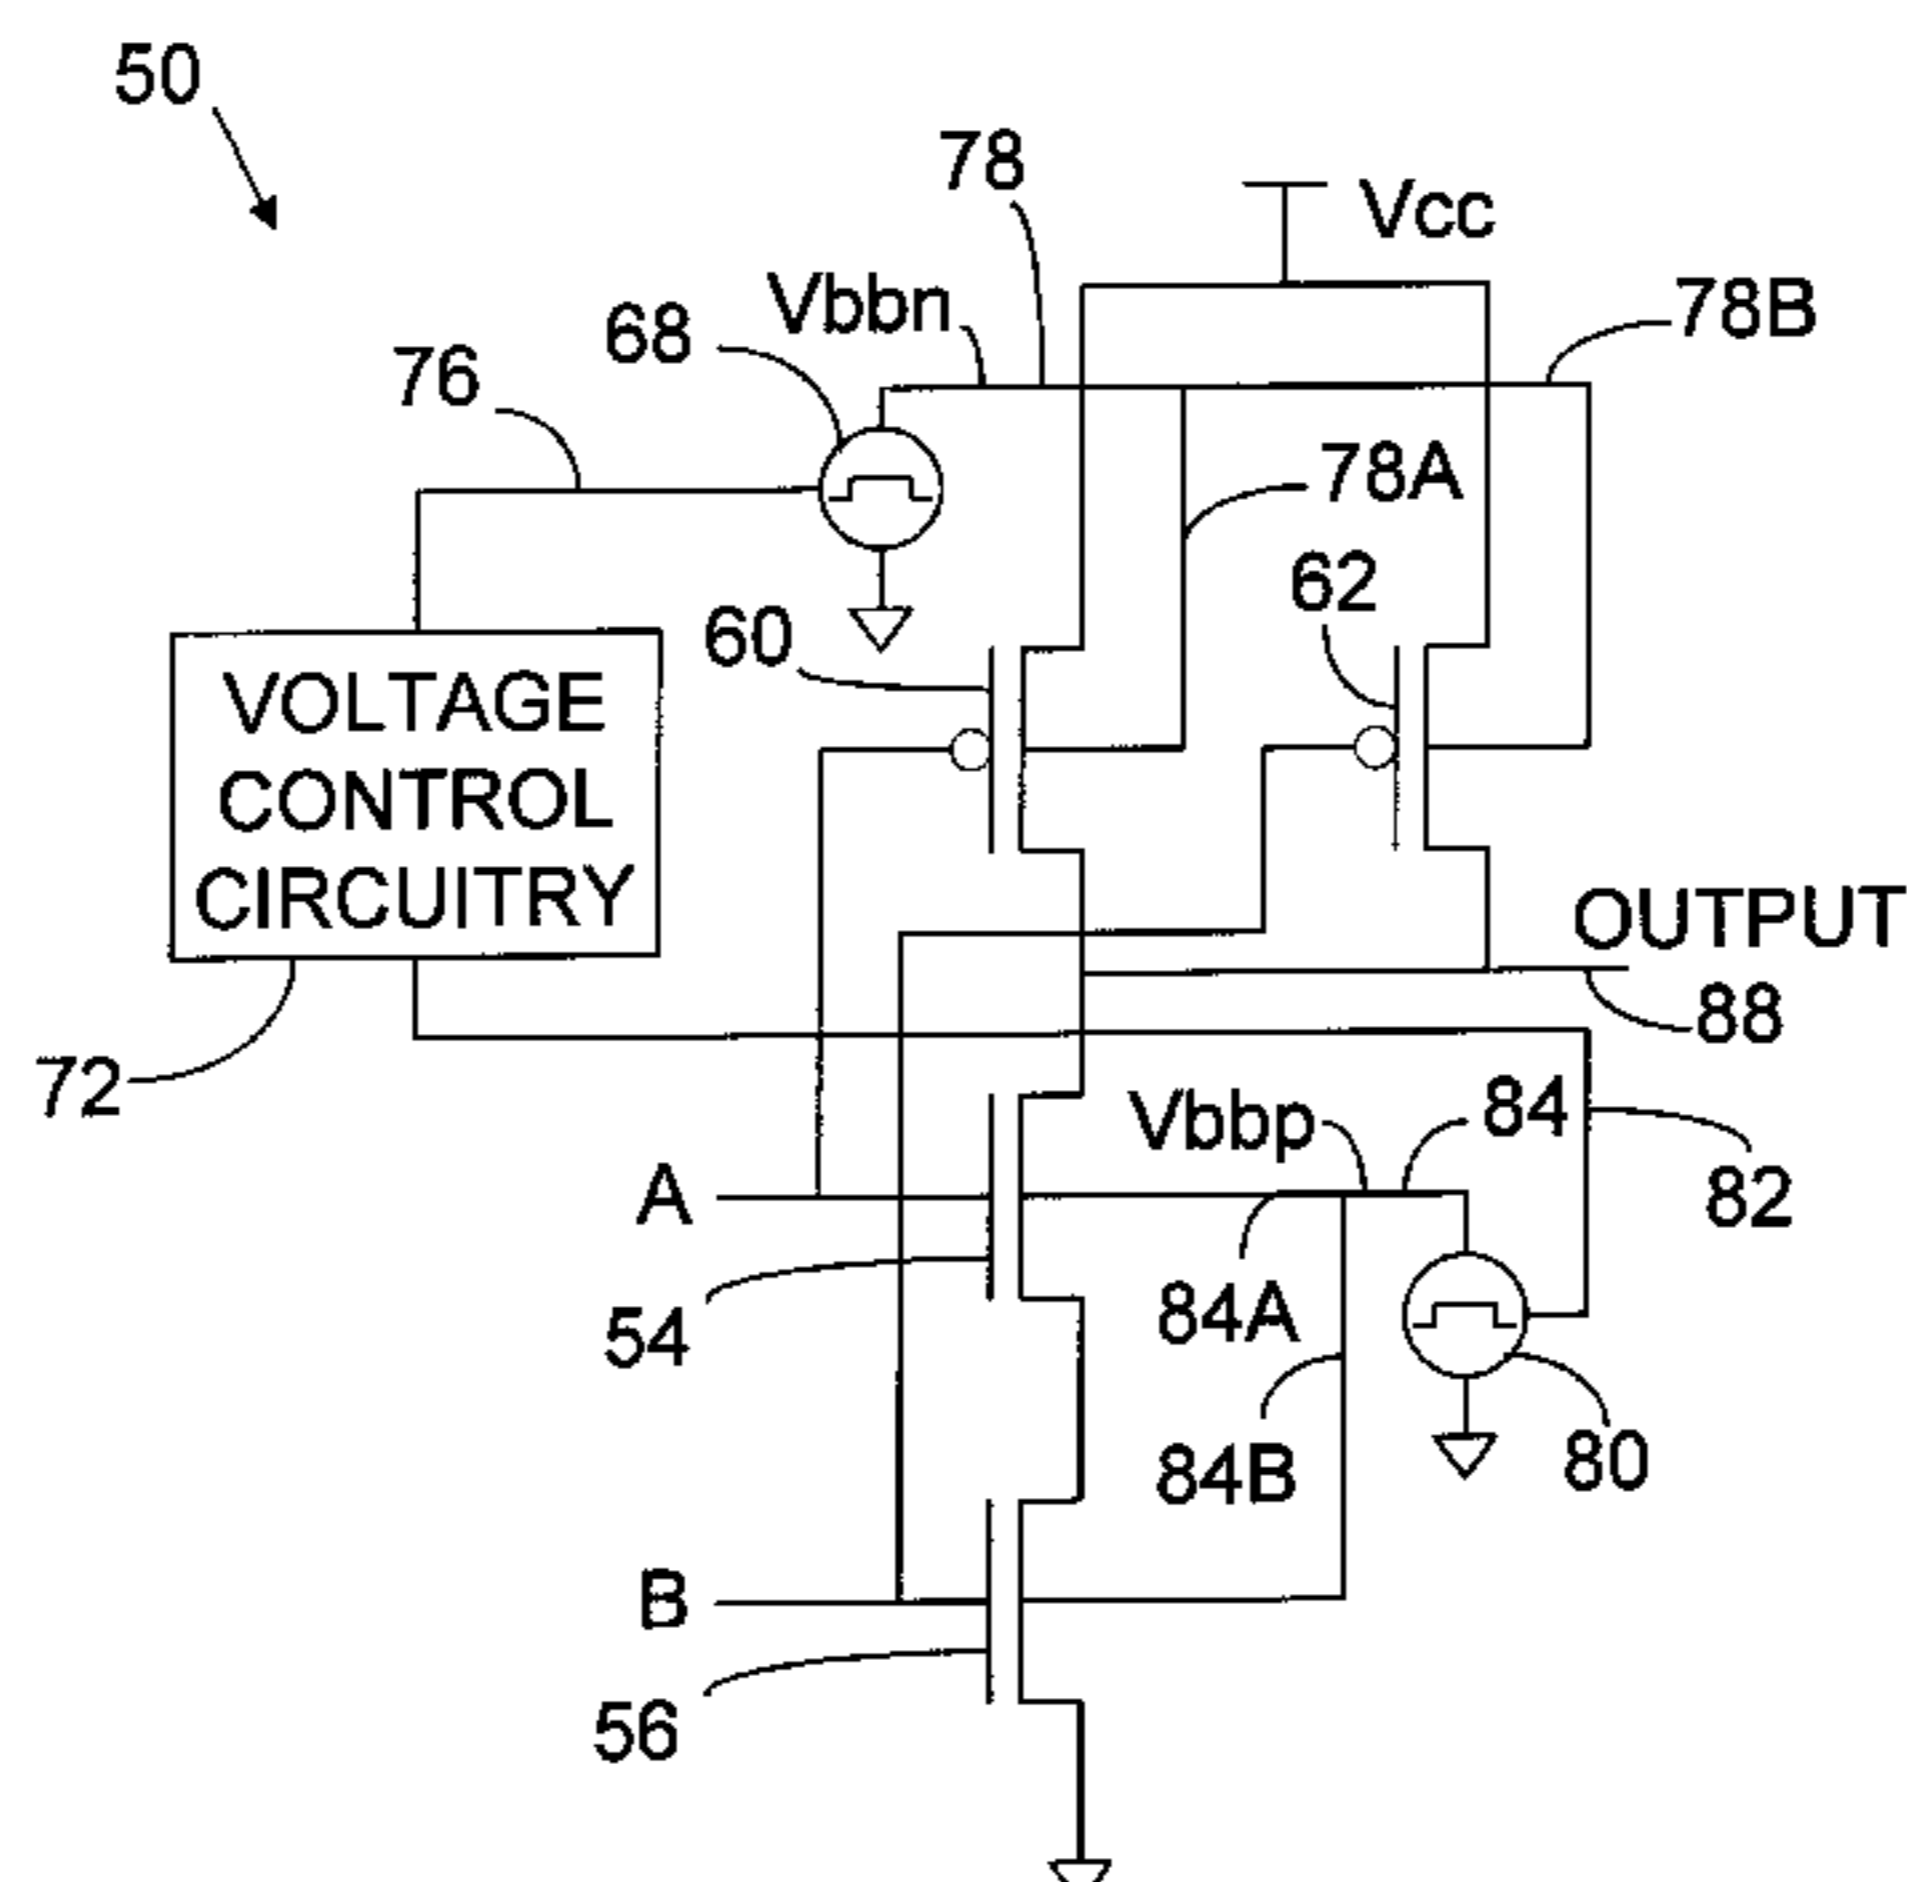 50
78
Vcc
Vbbn
78B
68
76
78A
62
60
VOLTAGE
CONTROL
CIRCUITRY
OUTPUT
88
72
Vbbp
84
82
A
84A
54
84B
80
B
56